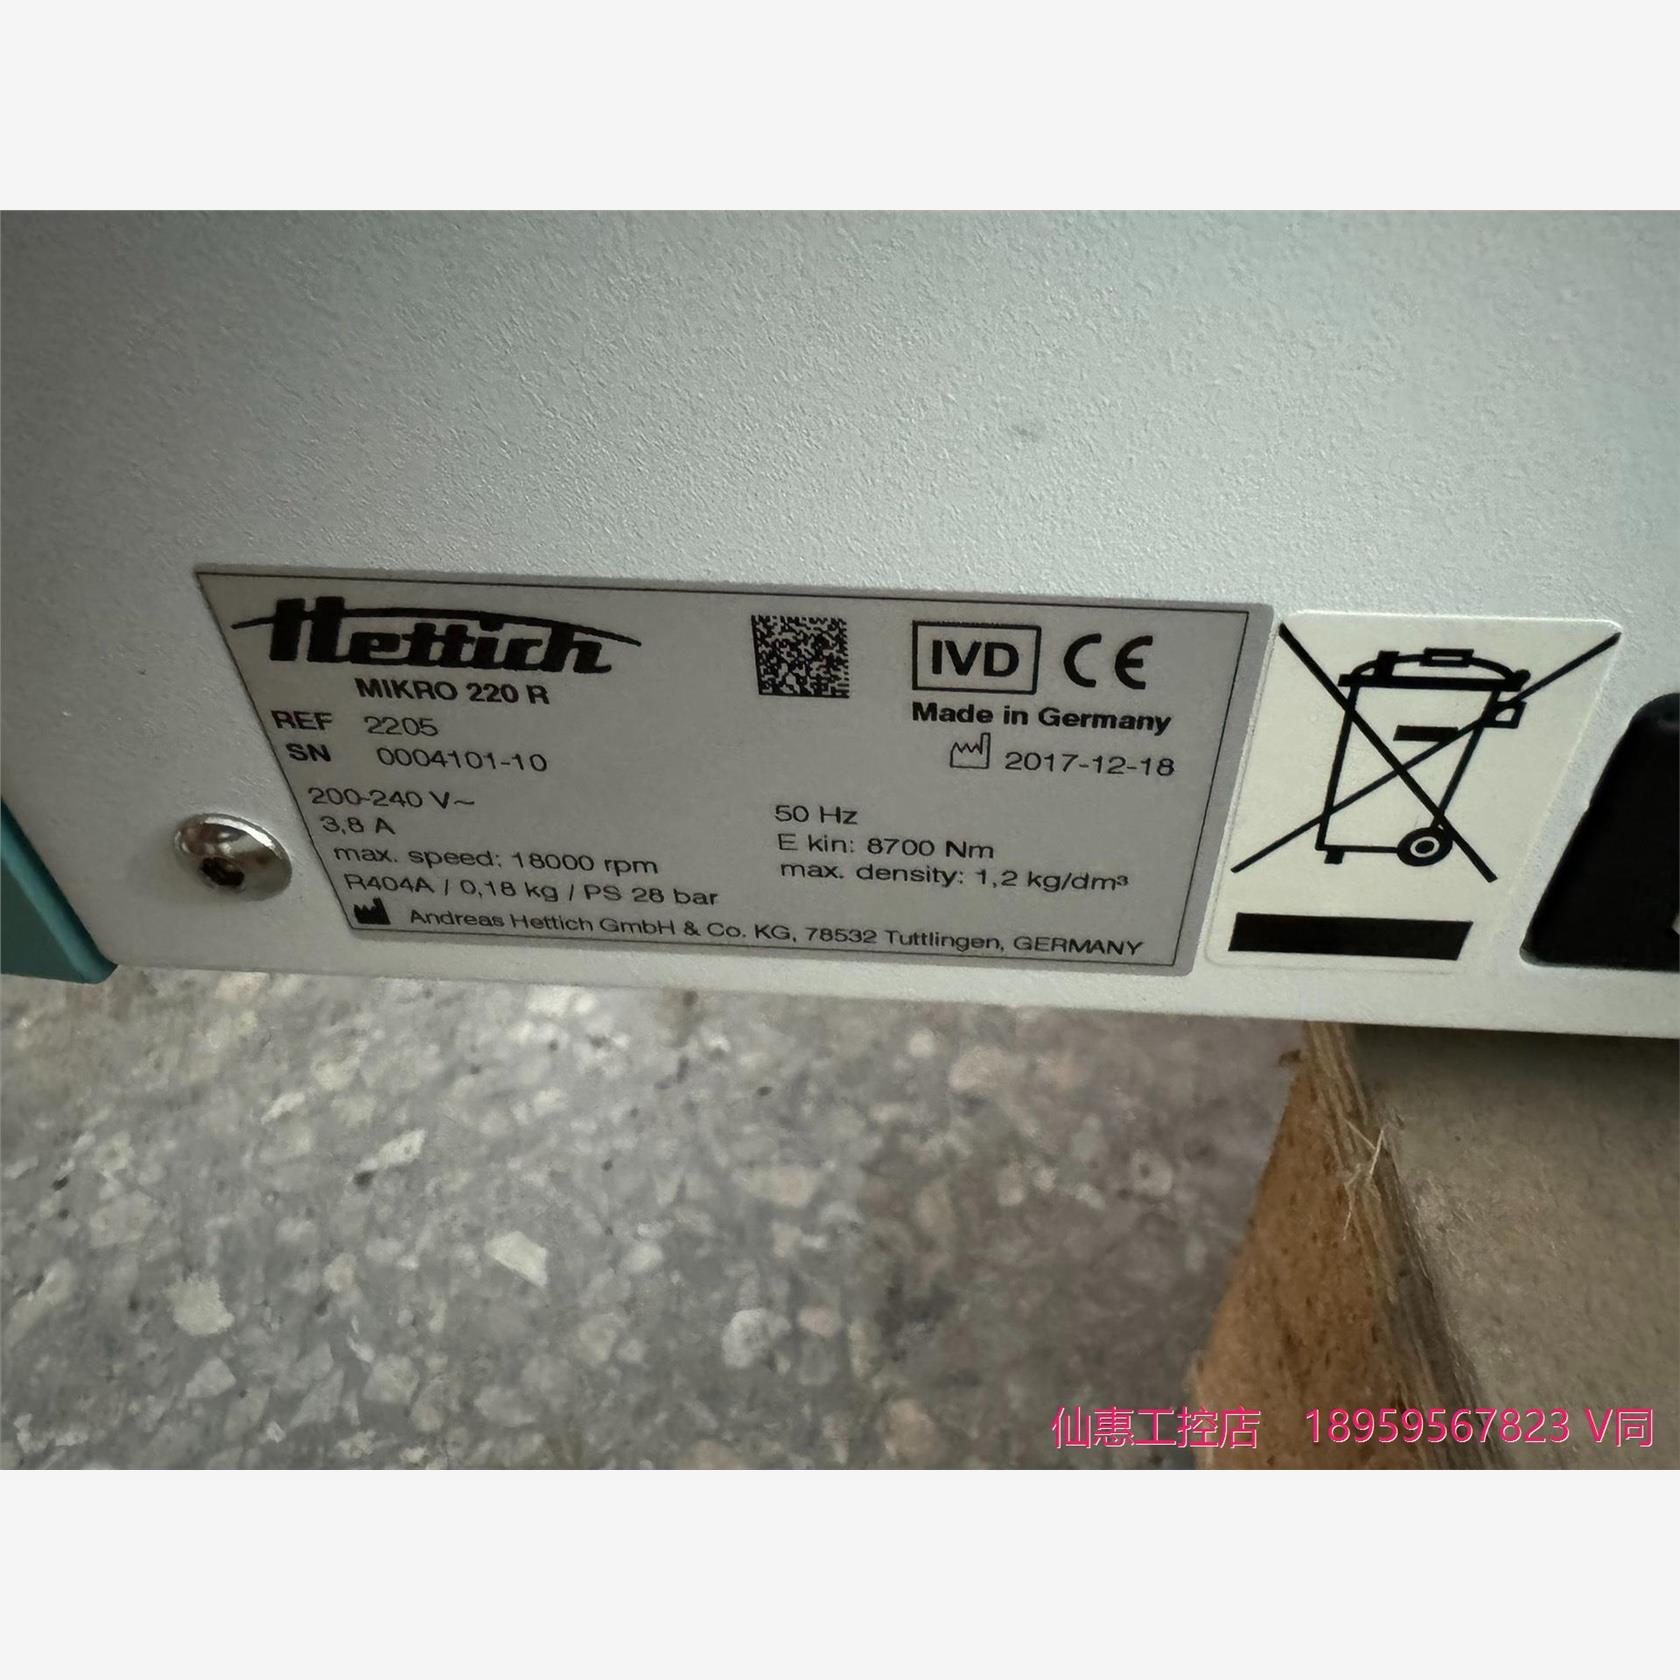 Hettich
MIKRO 220 R
REF 2205
SN 0004101-10
IVD CE
Made in Germany
2017-12-18
200-240 V~
3,8 A
max. speed: 18000 rpm
R404A / 0,18 kg / PS 28 bar
50 Hz
E kin: 8700 Nm
max. density: 1,2 kg/dm³
Andreas Hettich GmbH & Co. KG, 78532 Tuttlingen, GERMANY
仙惠工控店 18959567823 V同